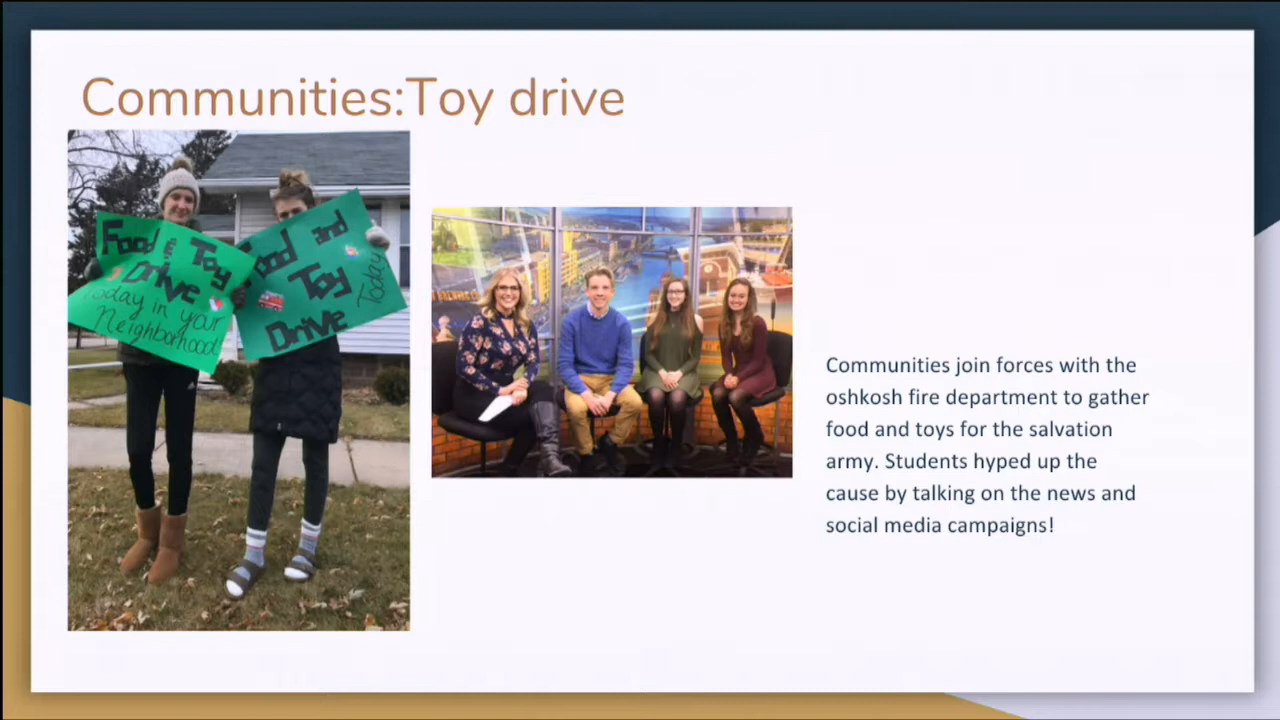 Communities:Toy drive
Food & Toy
Drive
Today in your
Neighborhood
Food and
Toy
Drive
Today
Communities join forces with the
oshkosh fire department to gather
food and toys for the salvation
army. Students hyped up the
cause by talking on the news and
social media campaigns!